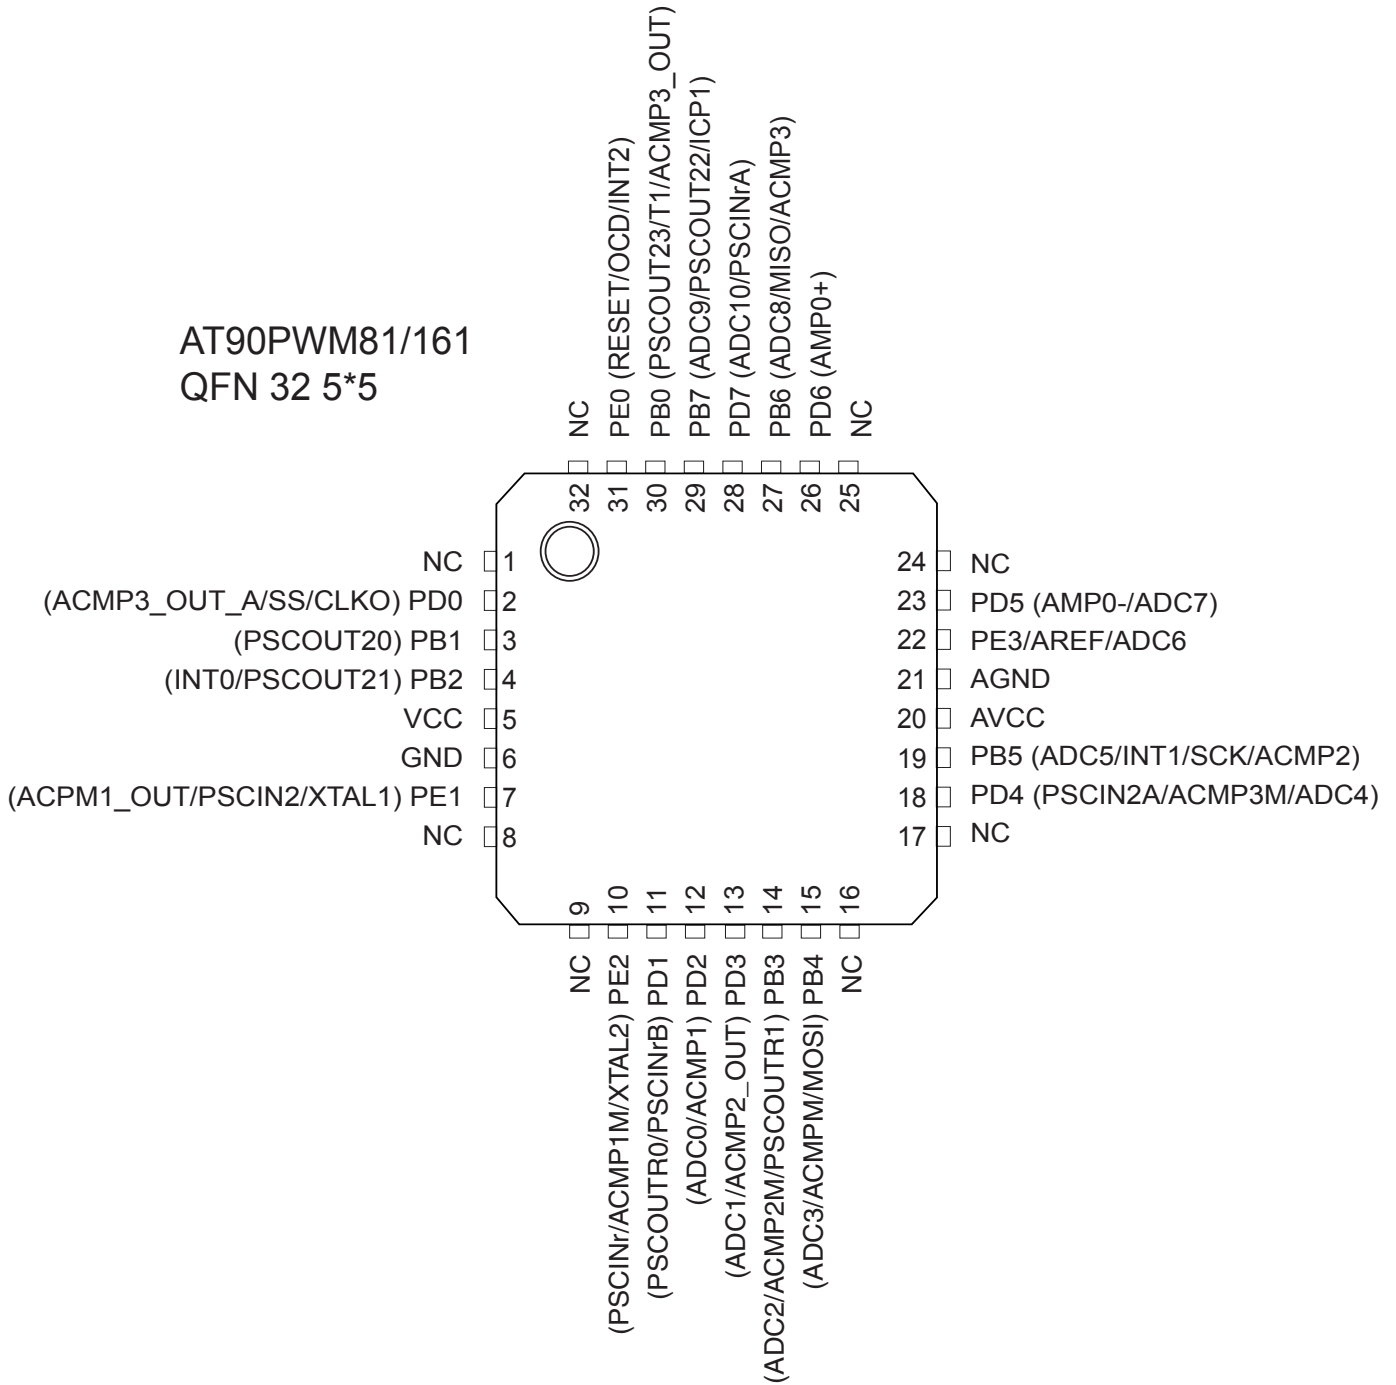 AT90PWM81/161
QFN 32 5*5
NC
PE0 (RESET/OCD/INT2)
PB0 (PSCOUT23/T1/ACMP3_OUT)
PB7 (ADC9/PSCOUT22/ICP1)
PD7 (ADC10/PSCINrA)
PB6 (ADC8/MISO/ACMP3)
PD6 (AMP0+)
NC
32 31 30 29 28 27 26 25
NC 1
(ACMP3_OUT_A/SS/CLKO) PD0 2
(PSCOUT20) PB1 3
(INT0/PSCOUT21) PB2 4
VCC 5
GND 6
(ACPM1_OUT/PSCIN2/XTAL1) PE1 7
NC 8
24 NC
23 PD5 (AMP0-/ADC7)
22 PE3/AREF/ADC6
21 AGND
20 AVCC
19 PB5 (ADC5/INT1/SCK/ACMP2)
18 PD4 (PSCIN2A/ACMP3M/ADC4)
17 NC
9 10 11 12 13 14 15 16
NC
(PSCINr/ACMP1M/XTAL2) PE2
(PSCOUTR0/PSCINrB) PD1
(ADC0/ACMP1) PD2
(ADC1/ACMP2_OUT) PD3
(ADC2/ACMP2M/PSCOUTR1) PB3
(ADC3/ACMPM/MOSI) PB4
NC